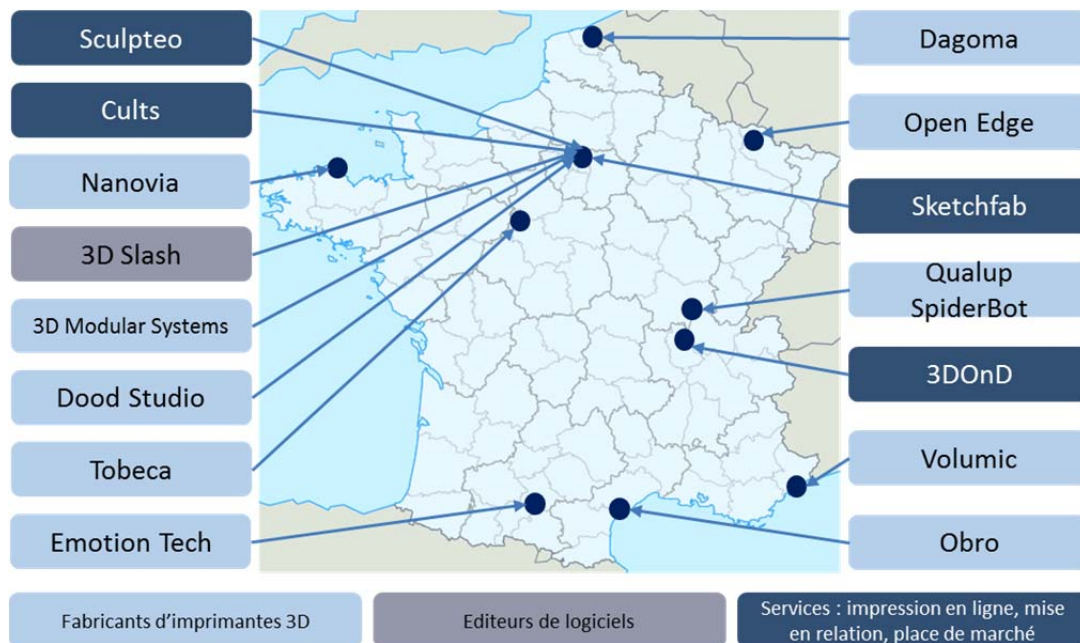 Sculpteo
Cults
Nanovia
3D Slash
3D Modular Systems
Dood Studio
Tobeca
Emotion Tech
Dagoma
Open Edge
Sketchfab
Qualup
SpiderBot
3DOnD
Volumic
Obro
Fabricants d’imprimantes 3D
Editeurs de logiciels
Services : impression en ligne, mise
en relation, place de marché